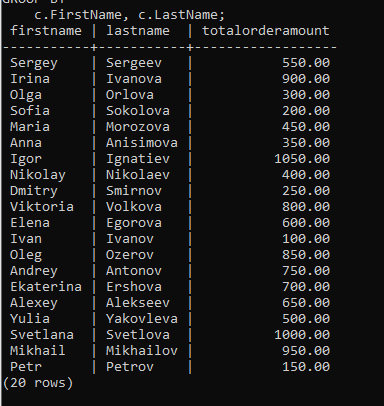 GROUP BY
    c.FirstName, c.LastName;
 firstname | lastname  | totalorderamount
-----------+-----------+------------------
 Sergey    | Sergeev   |           550.00
 Irina     | Ivanova   |           900.00
 Olga      | Orlova    |           300.00
 Sofia     | Sokolova  |           200.00
 Maria     | Morozova  |           450.00
 Anna      | Anisimova |           350.00
 Igor      | Ignatiev  |          1050.00
 Nikolay   | Nikolaev  |           400.00
 Dmitry    | Smirnov   |           250.00
 Viktoria  | Volkova   |           800.00
 Elena     | Egorova   |           600.00
 Ivan      | Ivanov    |           100.00
 Oleg      | Ozerov    |           850.00
 Andrey    | Antonov   |           750.00
 Ekaterina | Ershova   |           700.00
 Alexey    | Alekseev  |           650.00
 Yulia     | Yakovleva |           500.00
 Svetlana  | Svetlova  |          1000.00
 Mikhail   | Mikhailov |           950.00
 Petr      | Petrov    |           150.00
(20 rows)